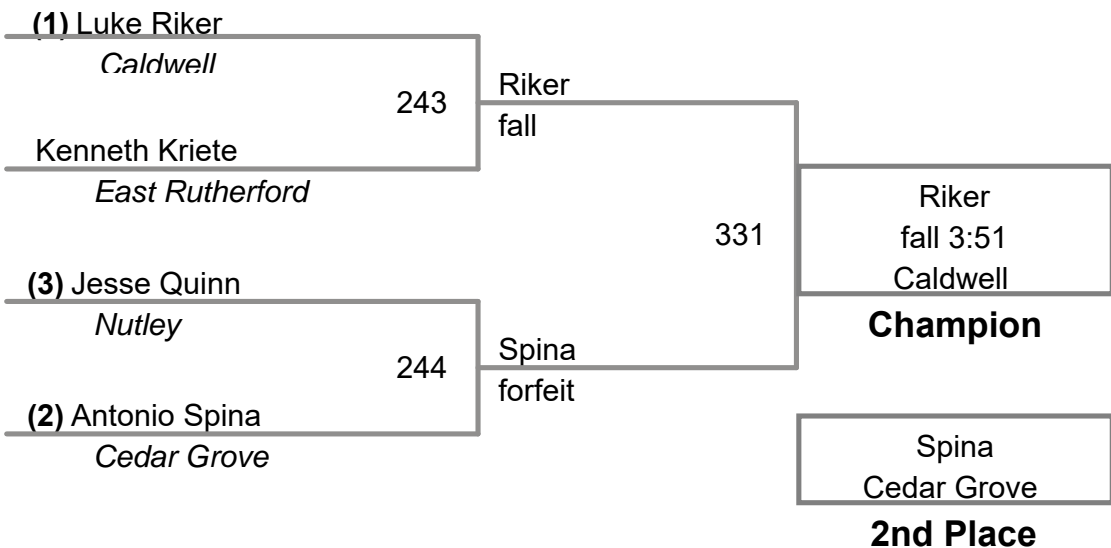 (1) Luke Riker
Caldwell
243
Kenneth Kriete
East Rutherford
Riker
fall
(3) Jesse Quinn
Nutley
244
(2) Antonio Spina
Cedar Grove
Spina
forfeit
331
Riker
fall 3:51
Caldwell
Champion
Spina
Cedar Grove
2nd Place